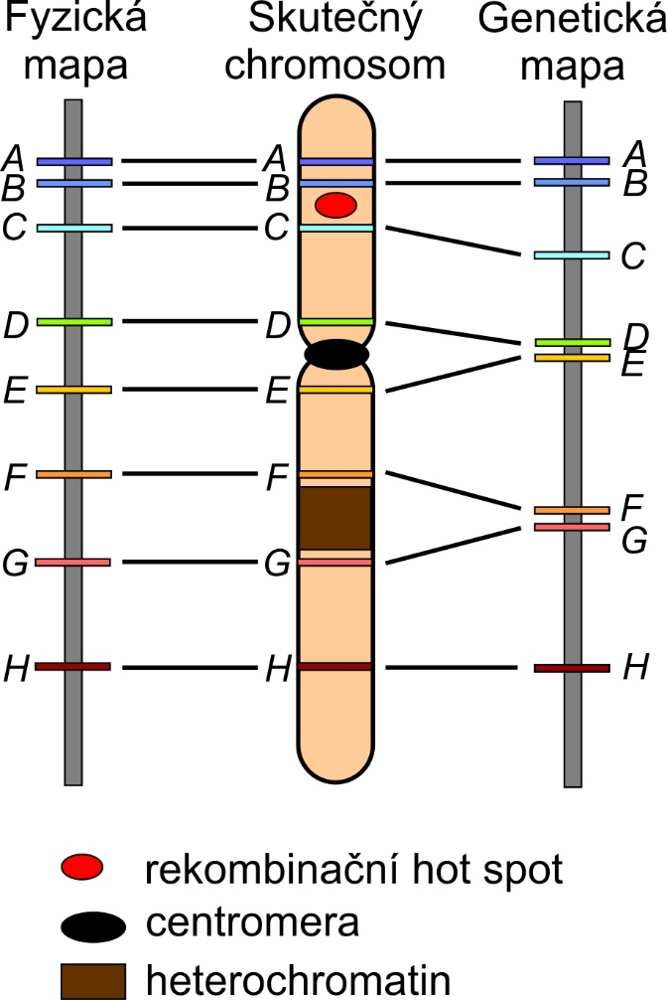 Fyzická mapa
Skutečný chromosom
Genetická mapa
A A A
B B B
C C C
D D D
E E E
F F F
G G G
H H H
rekombinační hot spot
centromera
heterochromatin